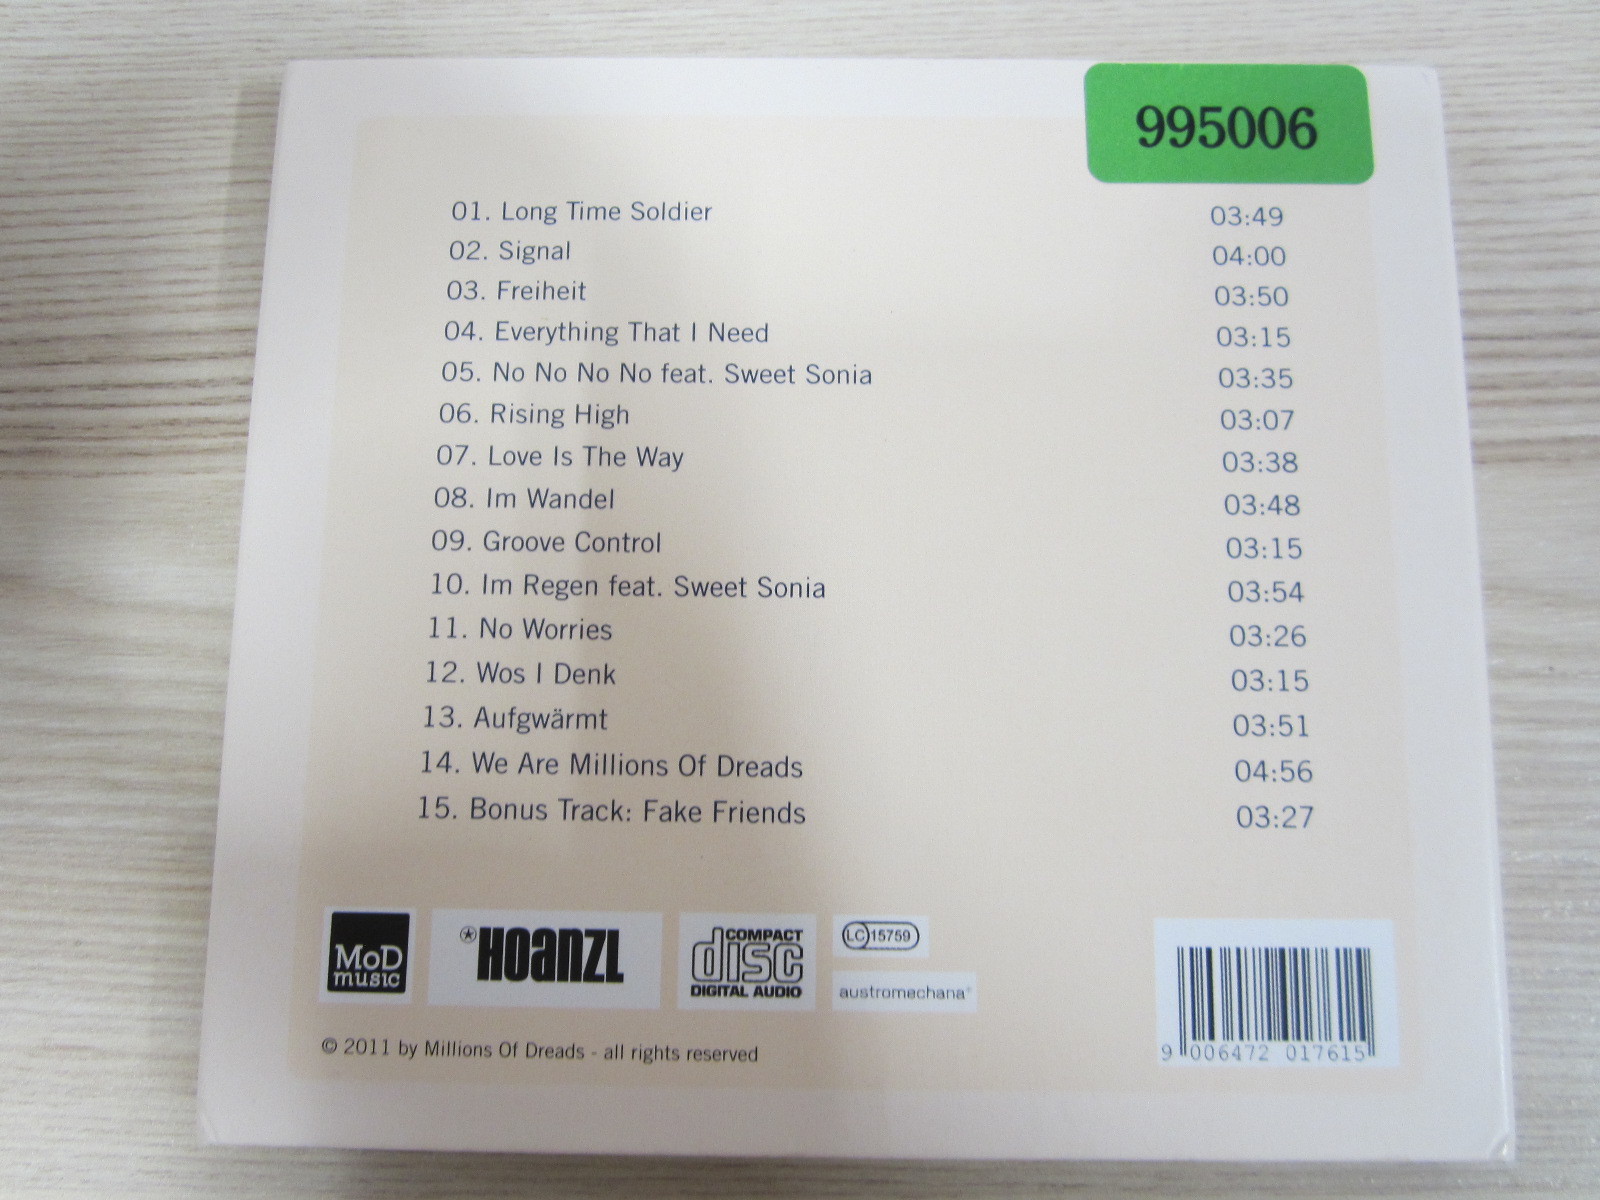 995006
01. Long Time Soldier 03:49
02. Signal 04:00
03. Freiheit 03:50
04. Everything That I Need 03:15
05. No No No No feat. Sweet Sonia 03:35
06. Rising High 03:07
07. Love Is The Way 03:38
08. Im Wandel 03:48
09. Groove Control 03:15
10. Im Regen feat. Sweet Sonia 03:54
11. No Worries 03:26
12. Wos I Denk 03:15
13. Aufgwärmt 03:51
14. We Are Millions Of Dreads 04:56
15. Bonus Track: Fake Friends 03:27
MoD
music
HOANZL
COMPACT
disc
DIGITAL AUDIO
LC 15759
austromechana®
© 2011 by Millions Of Dreads - all rights reserved
9 006472 017615